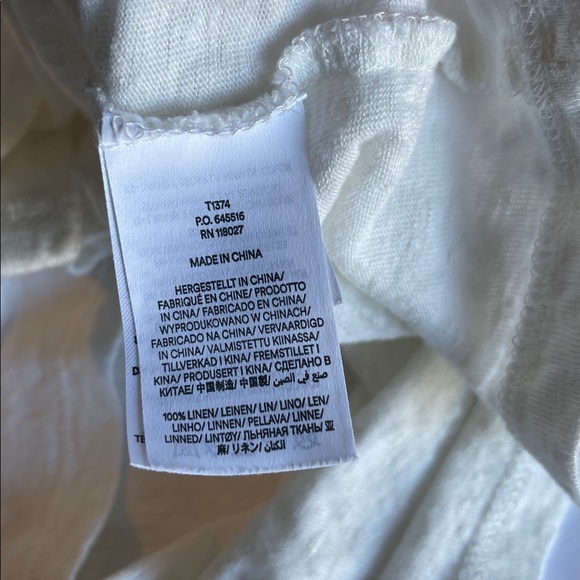 T1374
P.O. 645516
RN 118027
MADE IN CHINA
HERGESTELLT IN CHINA/
FABRIQUÉ EN CHINE/ PRODOTTO
IN CINA/ FABRICADO EN CHINA/
WYPRODUKOWANO W CHINACH/
FABRICADO NA CHINA/ VERVAARDIGD
IN CHINA/ VALMISTETTU KIINASSA/
TILLVERKAD I KINA/ FREMSTILLET I
KINA/ PRODUSERT I KINA/ СДЕЛАНО В
КИТАЕ/ 中国制造/ 中国製/ صنع في الصين
100% LINEN/ LEINEN/ LIN/ LINO/ LEN/
LINHO/ LINNEN/ PELLAVA/ LINNE/
LINNED/ LINTØY/ ЛЬНЯНАЯ ТКАНЬ/ 亚
麻/ リネン/ الكتان